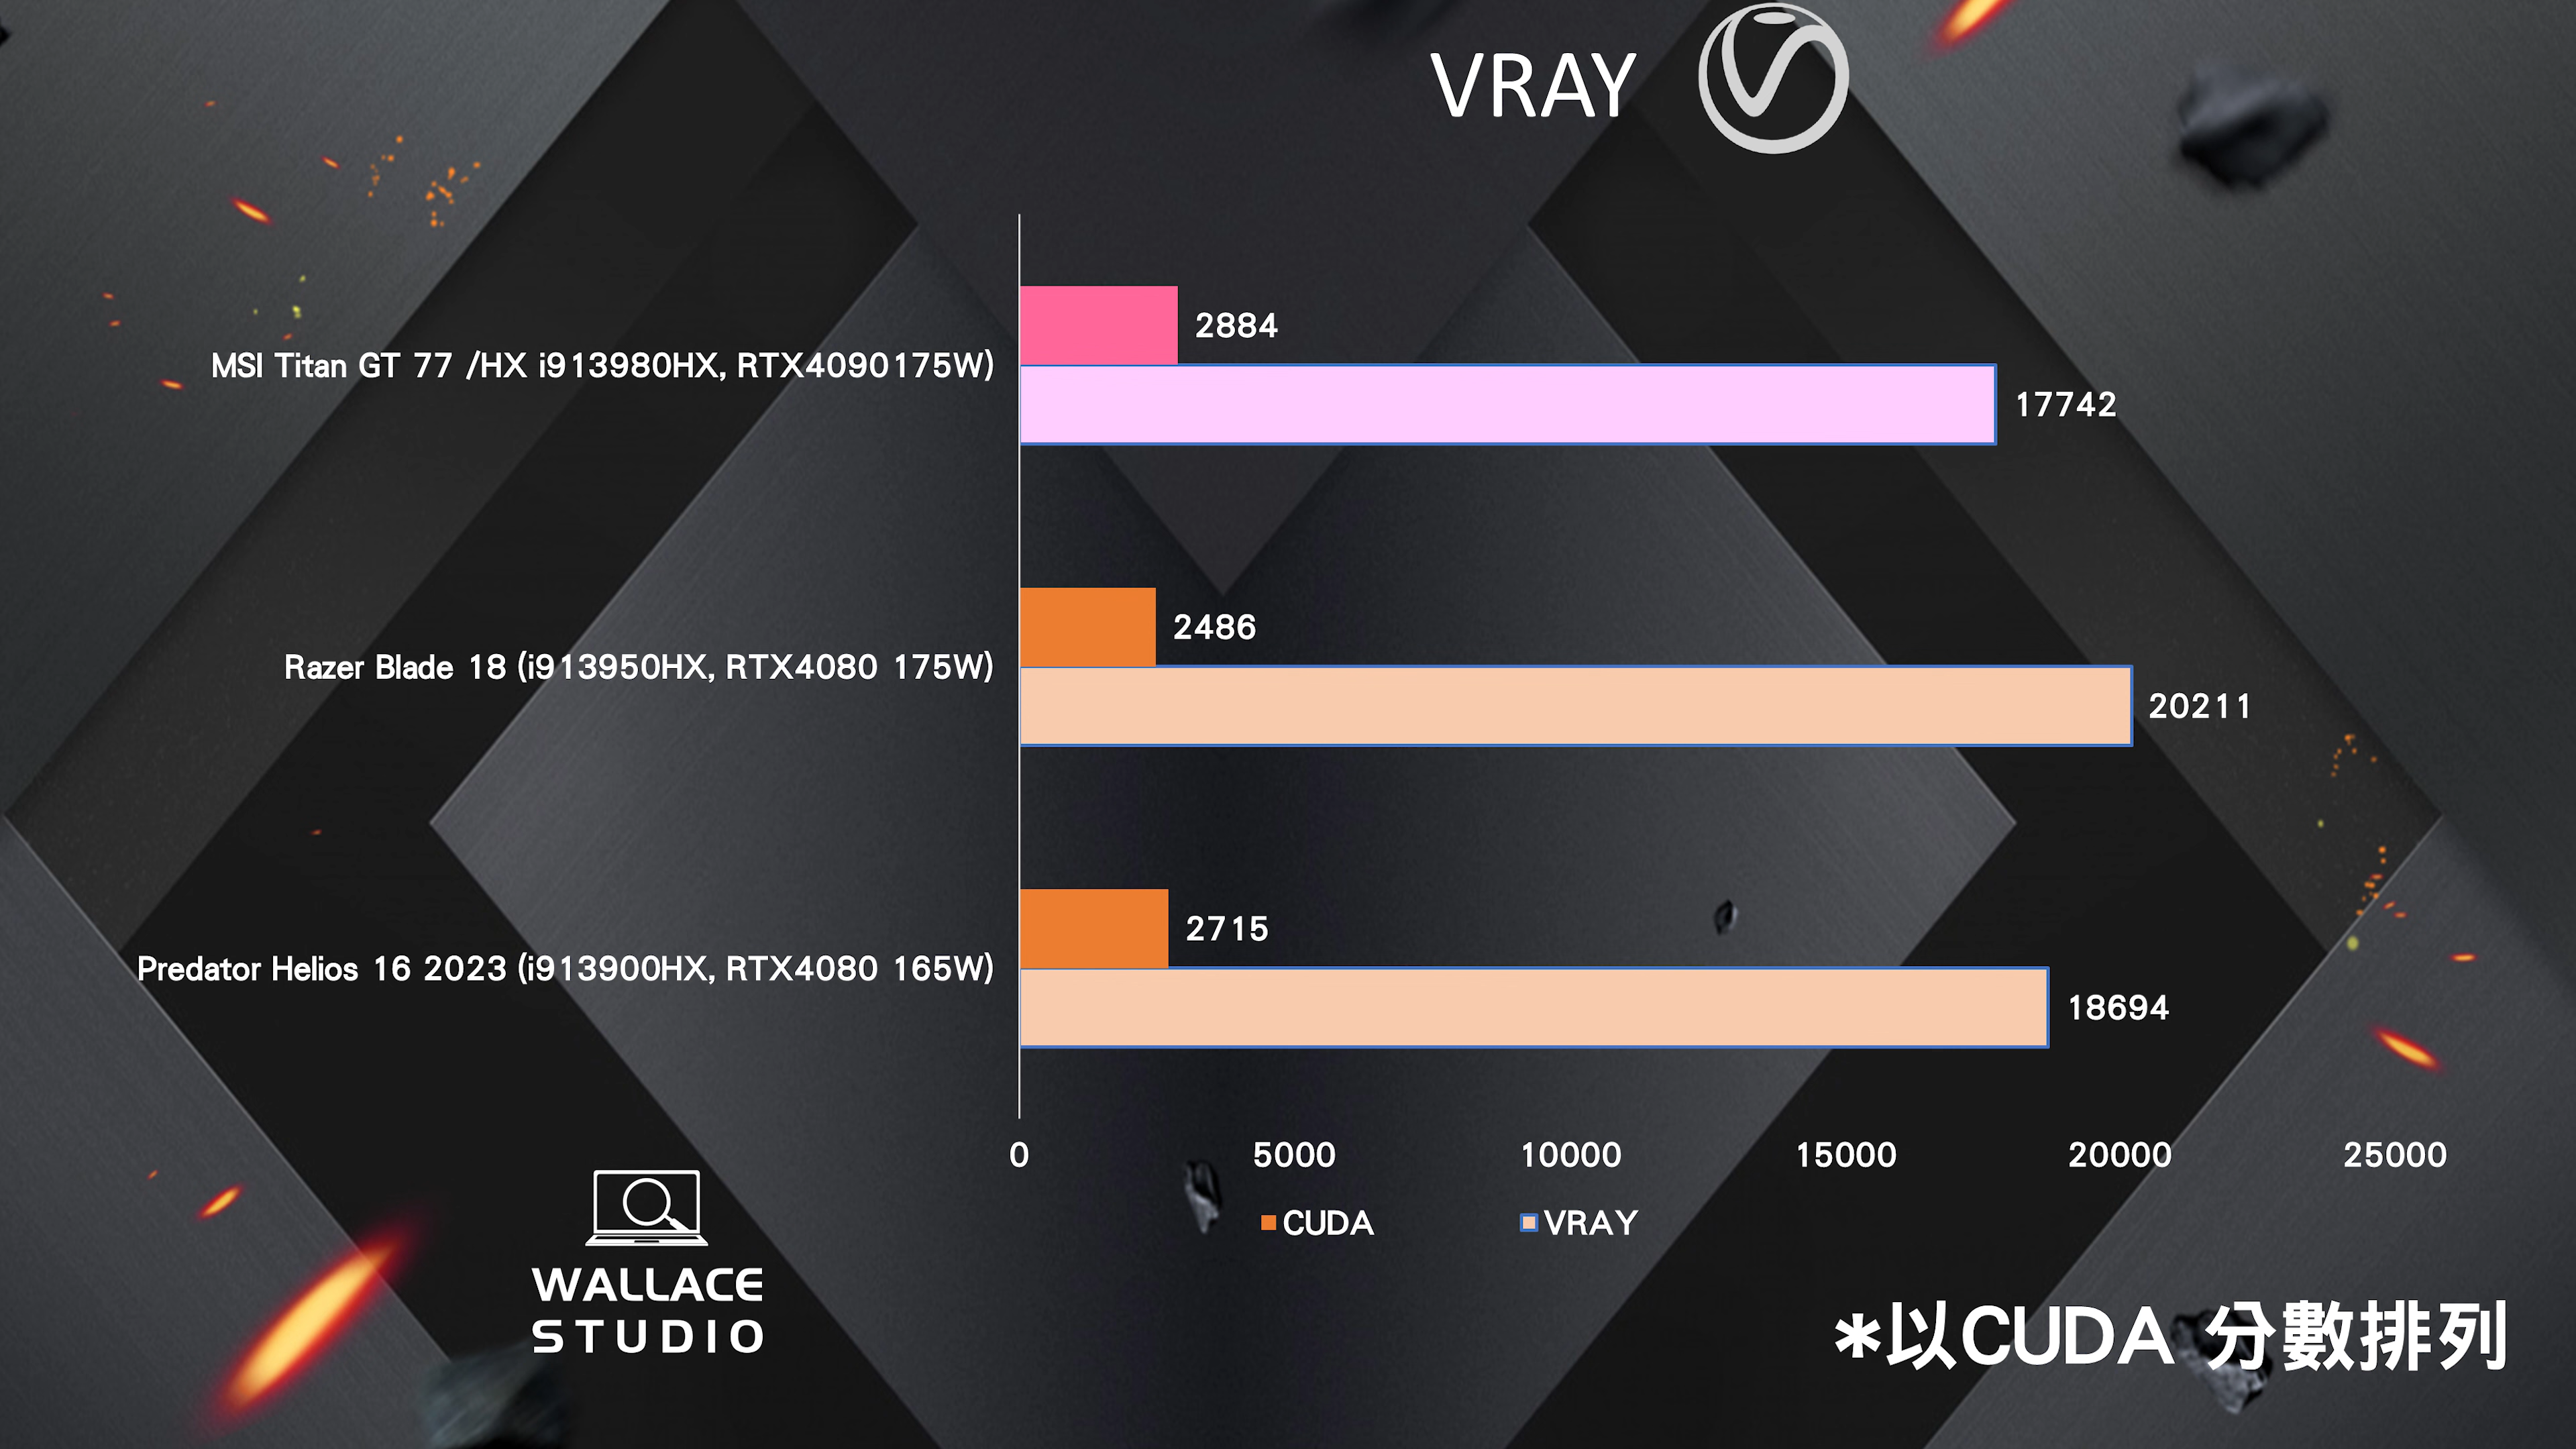 VRAY
2884
MSI Titan GT 77 /HX i913980HX, RTX4090175W)
17742
2486
Razer Blade 18 (i913950HX, RTX4080 175W)
20211
2715
Predator Helios 16 2023 (i913900HX, RTX4080 165W)
18694
0 5000 10000 15000 20000 25000
CUDA VRAY
WALLACE
STUDIO
*以CUDA 分數排列